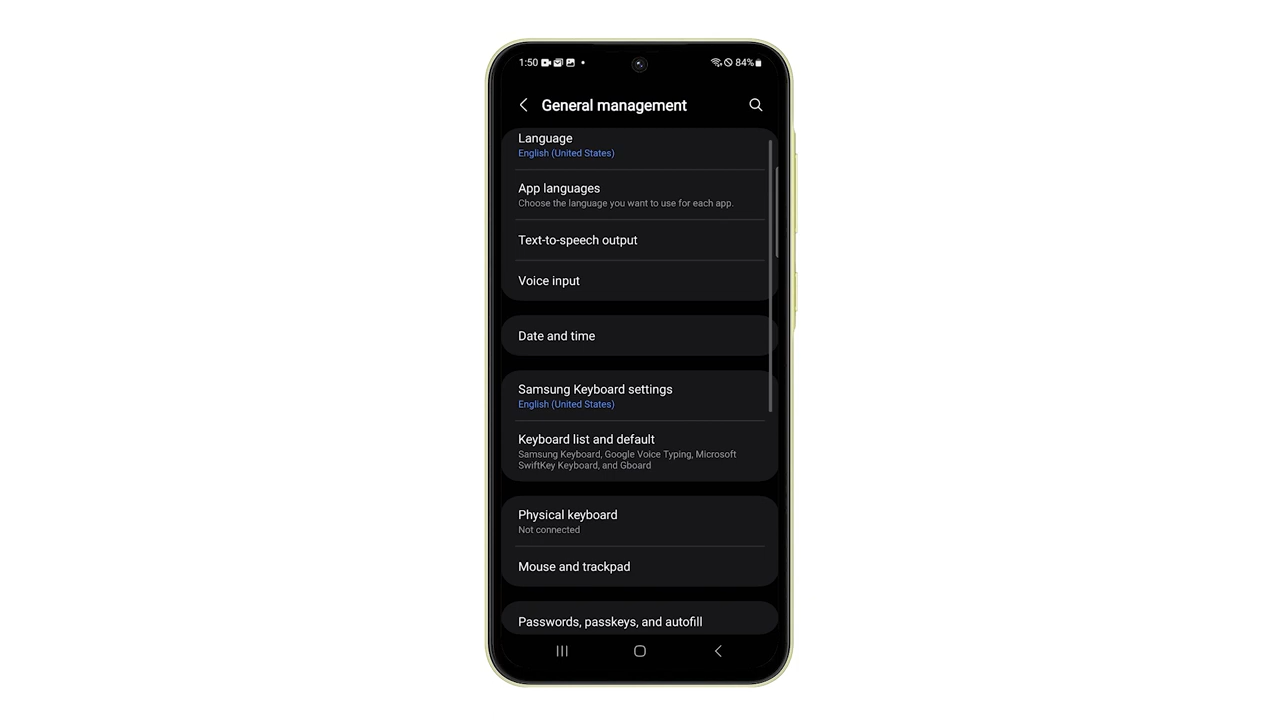 1:50
84%
General management
Language
English (United States)
App languages
Choose the language you want to use for each app.
Text-to-speech output
Voice input
Date and time
Samsung Keyboard settings
English (United States)
Keyboard list and default
Samsung Keyboard, Google Voice Typing, Microsoft
SwiftKey Keyboard, and Gboard
Physical keyboard
Not connected
Mouse and trackpad
Passwords, passkeys, and autofill